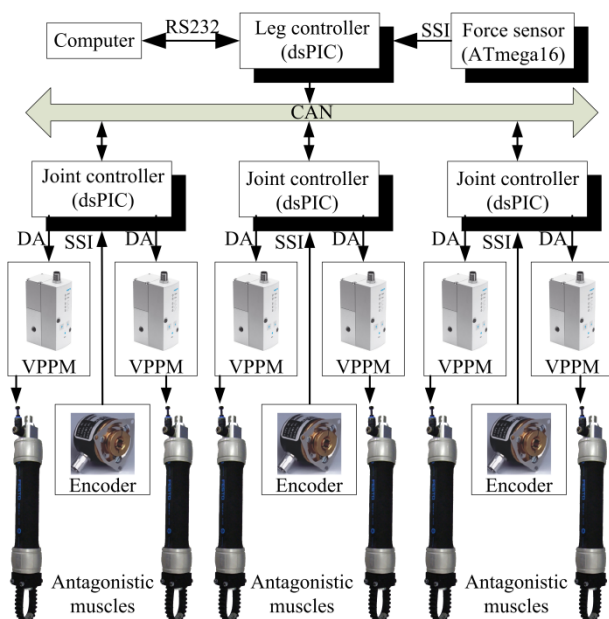 Computer
RS232
Leg controller
(dsPIC)
SSI
Force sensor
(ATmega16)
CAN
Joint controller
(dsPIC)
Joint controller
(dsPIC)
Joint controller
(dsPIC)
DA
SSI
DA
DA
SSI
DA
DA
SSI
DA
VPPM
VPPM
VPPM
VPPM
VPPM
VPPM
Encoder
Encoder
Encoder
Antagonistic
muscles
Antagonistic
muscles
Antagonistic
muscles